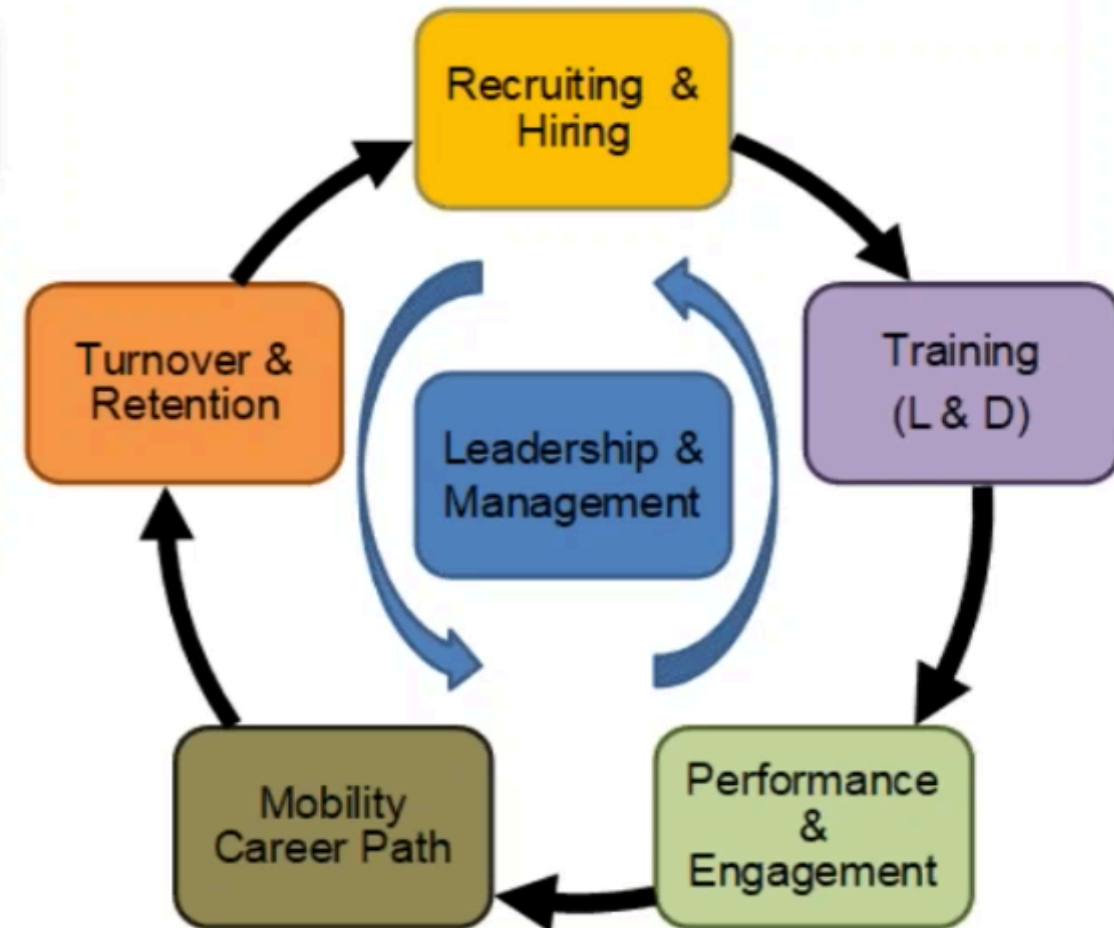 Recruiting &
Hiring
Training
(L & D)
Performance
&
Engagement
Mobility
Career Path
Turnover &
Retention
Leadership &
Management